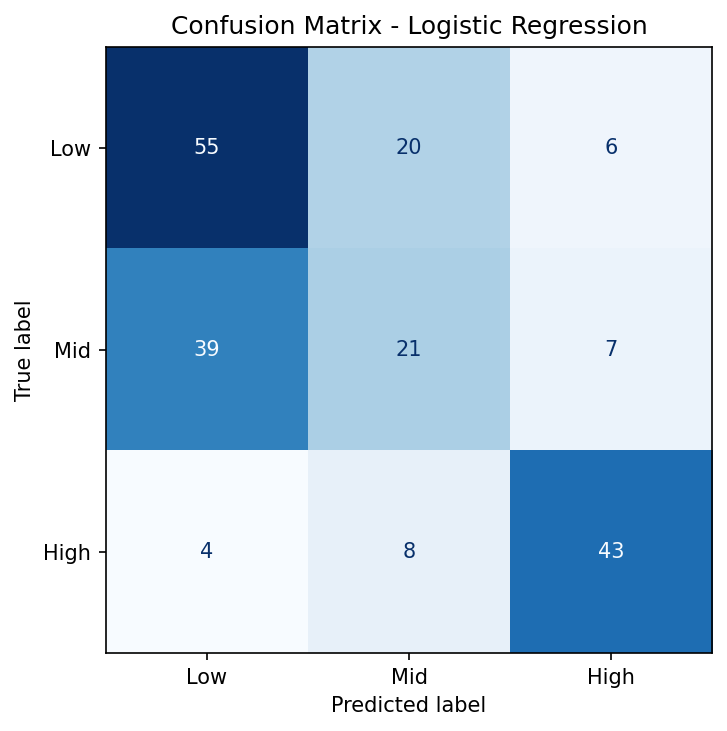 Confusion Matrix - Logistic Regression
True label
Low
55
20
6
Mid
39
21
7
High
4
8
43
Low
Mid
High
Predicted label